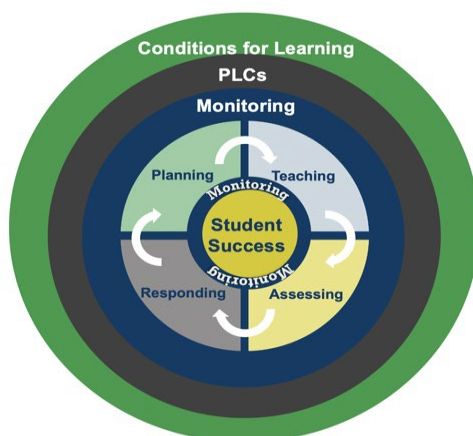 Conditions for Learning
PLCs
Monitoring
Planning
Teaching
Monitoring
Student
Success
Monitoring
Responding
Assessing